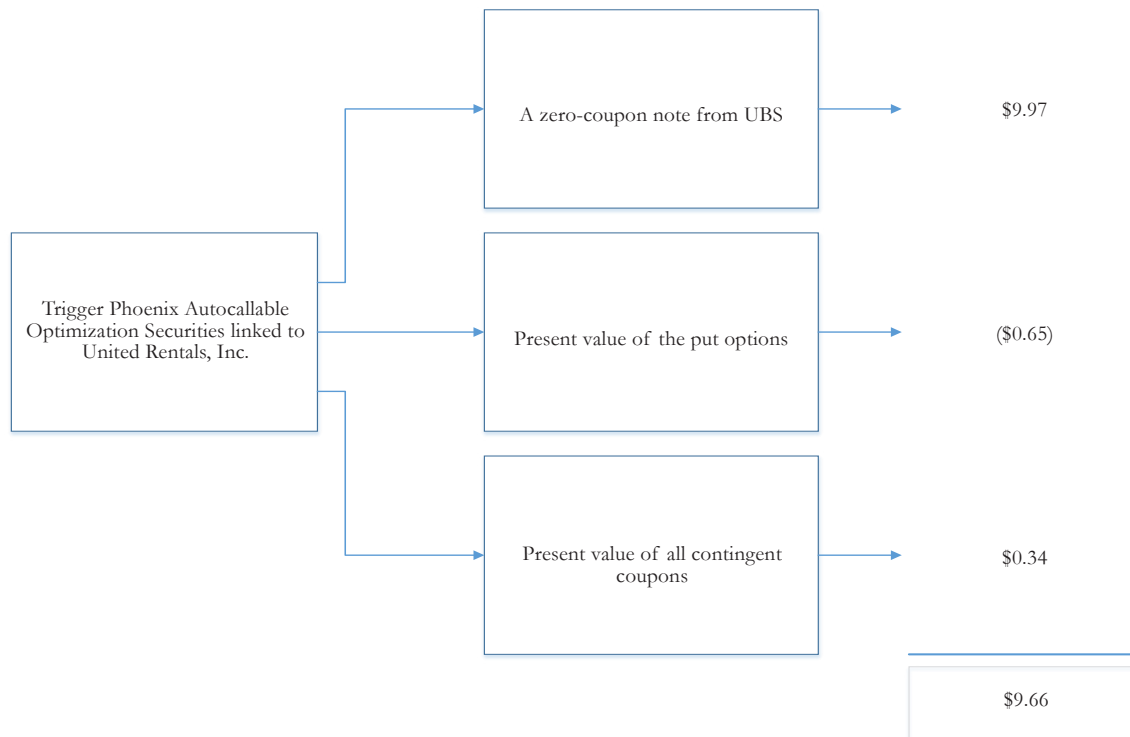 A zero-coupon note from UBS
$9.97
Trigger Phoenix Autocallable
Optimization Securities linked to
United Rentals, Inc.
Present value of the put options
($0.65)
Present value of all contingent
coupons
$0.34
$9.66